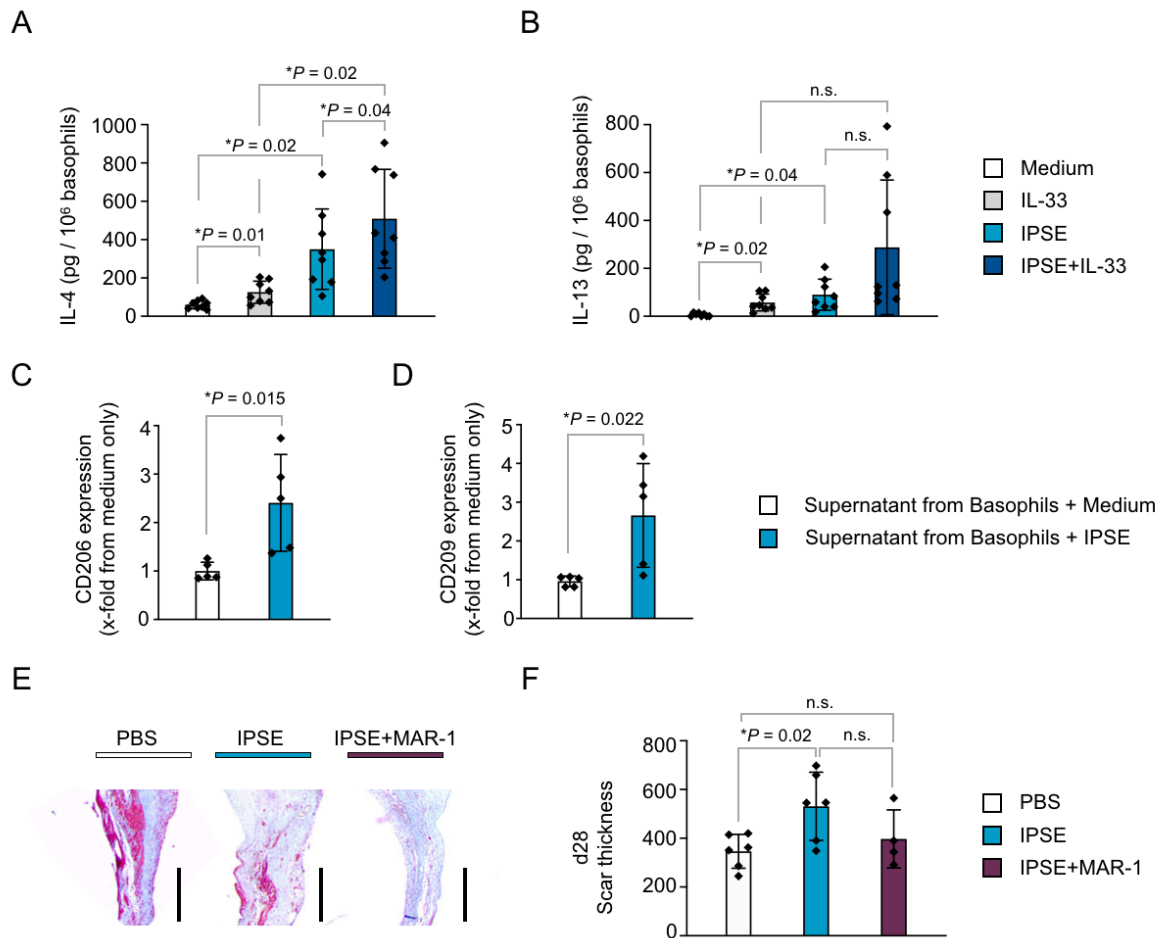 A
*P = 0.02
*P = 0.04
*P = 0.02
*P = 0.01
IL-4 (pg / 10⁶ basophils)
1000
800
600
400
200
0
B
n.s.
n.s.
*P = 0.04
*P = 0.02
IL-13 (pg / 10⁶ basophils)
800
600
400
200
0
Medium
IL-33
IPSE
IPSE+IL-33
C
*P = 0.015
CD206 expression
(x-fold from medium only)
4
3
2
1
0
D
*P = 0.022
CD209 expression
(x-fold from medium only)
5
4
3
2
1
0
Supernatant from Basophils + Medium
Supernatant from Basophils + IPSE
E
PBS
IPSE
IPSE+MAR-1
F
n.s.
*P = 0.02
n.s.
d28
Scar thickness
800
600
400
200
0
PBS
IPSE
IPSE+MAR-1